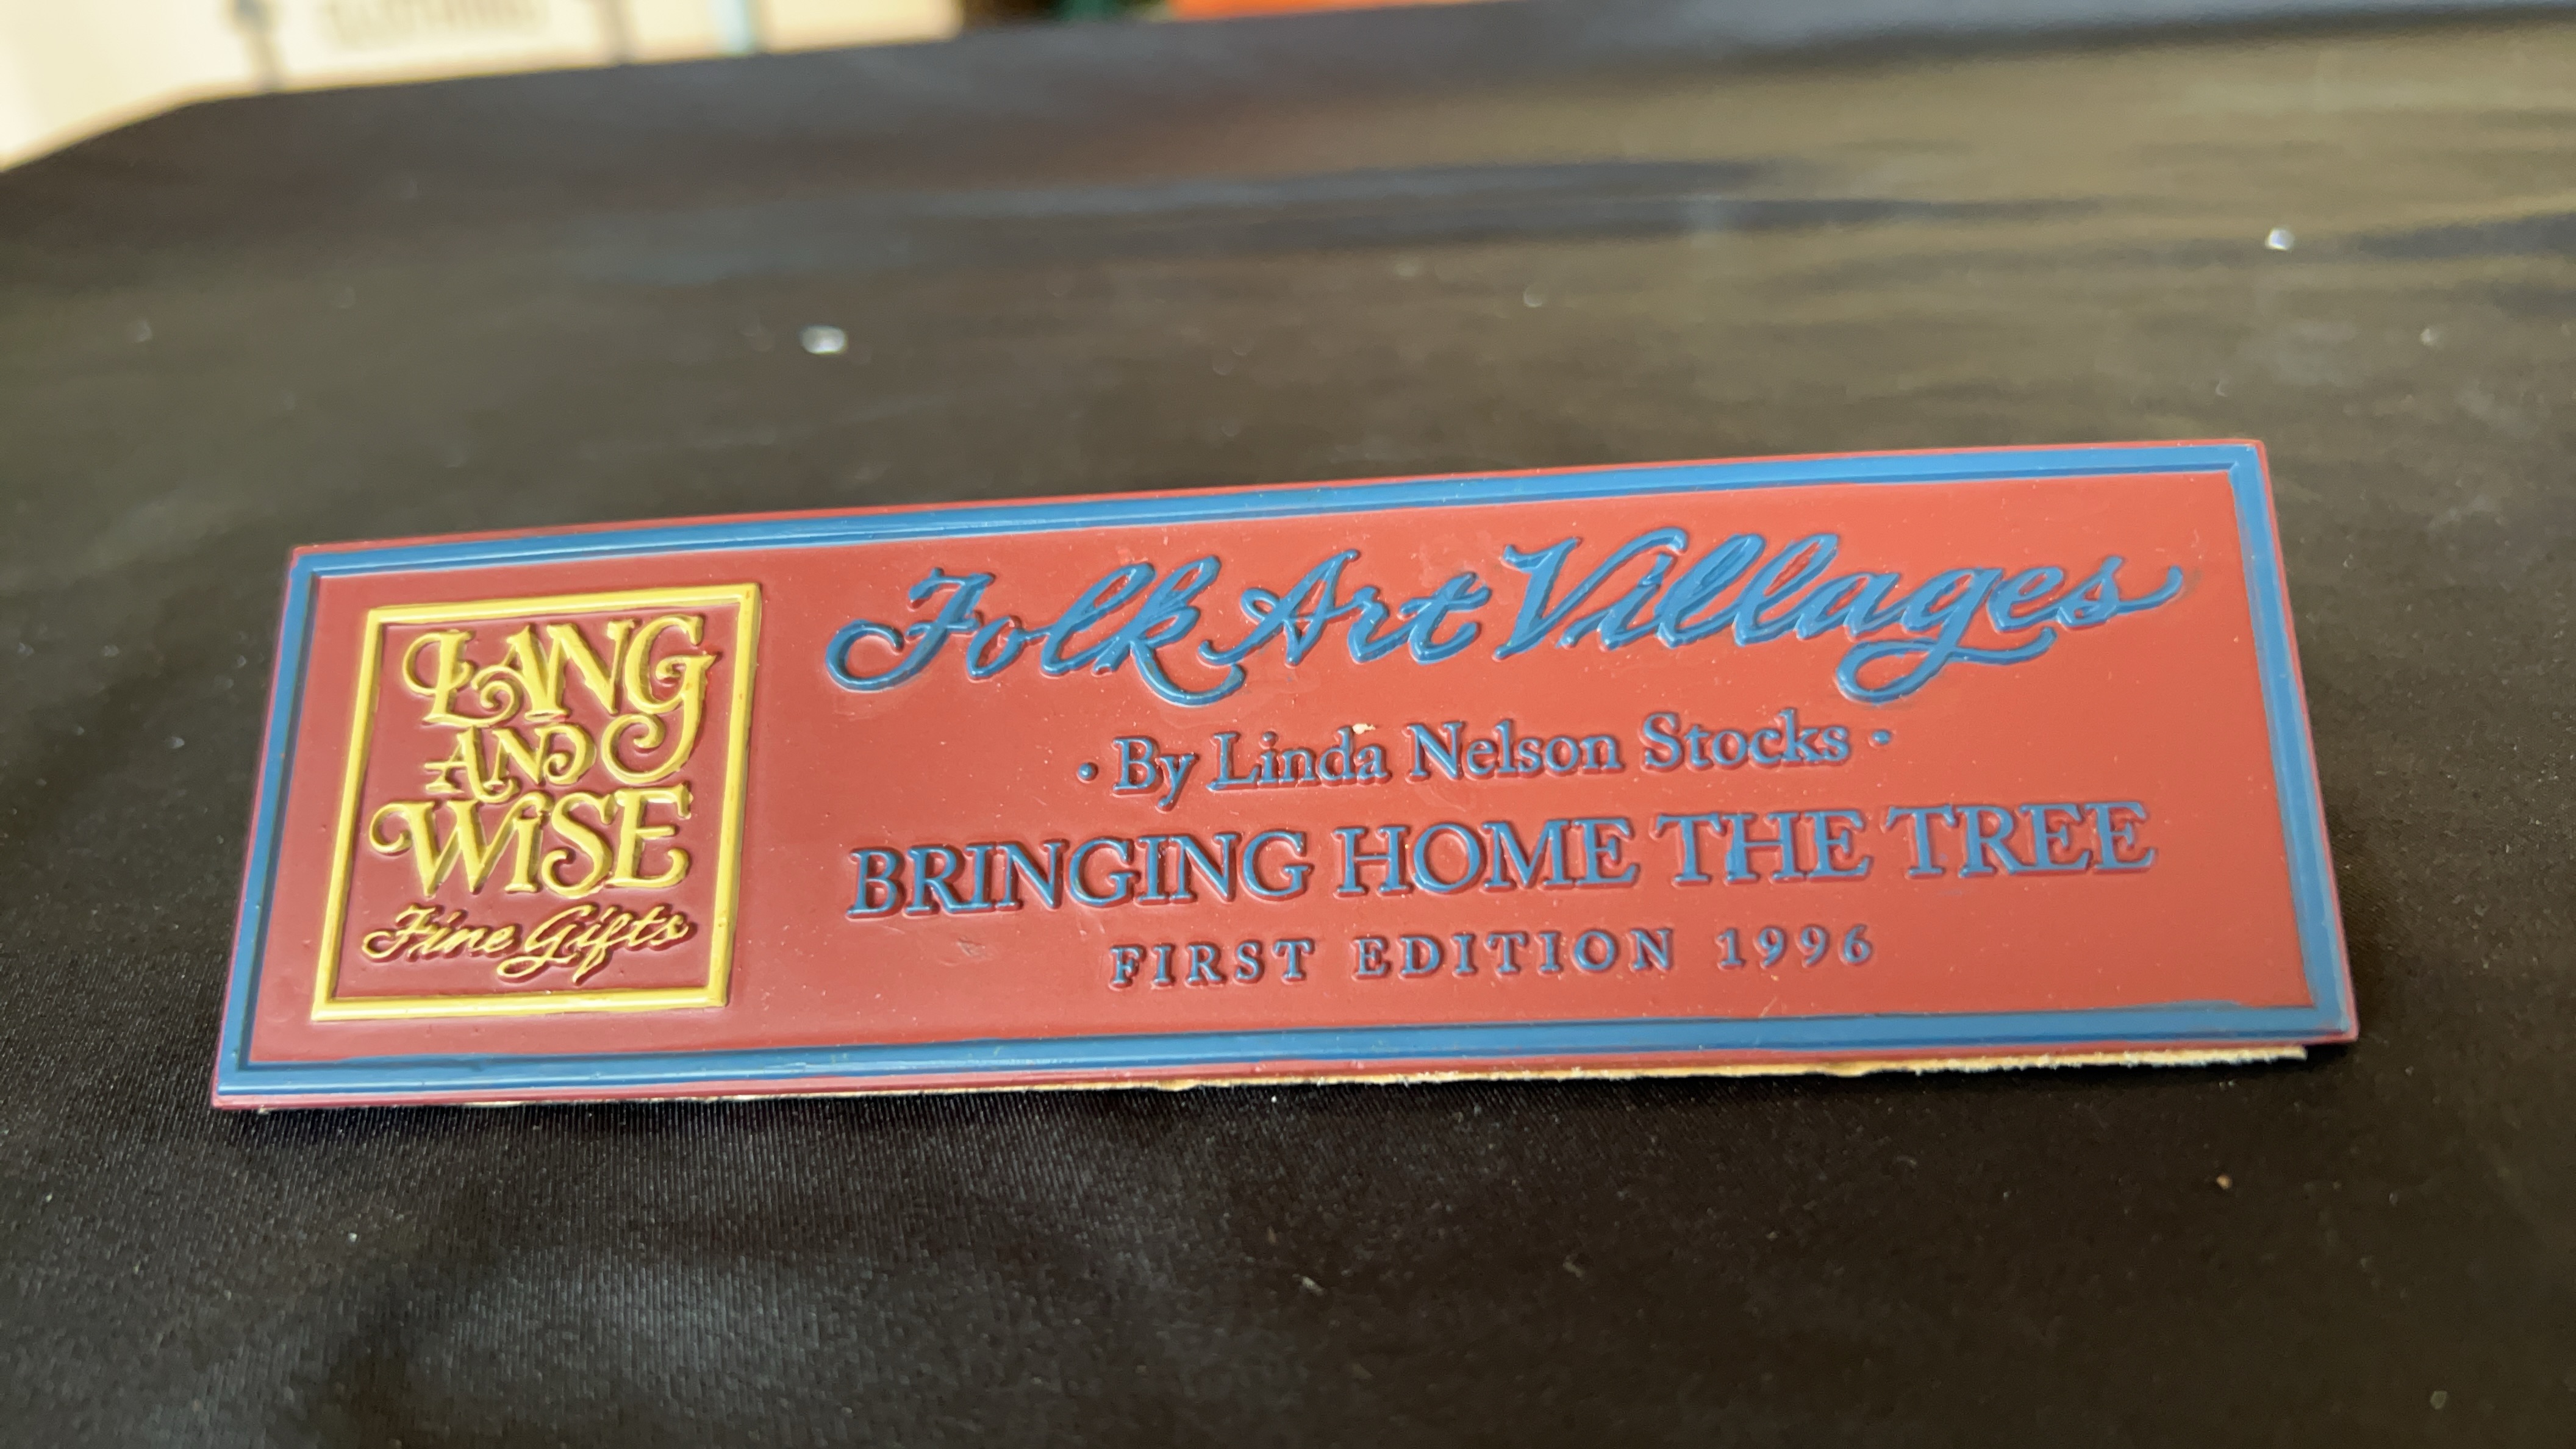 LANG
AND
WiSE
Fine Gifts
Folk Art Villages
• By Linda Nelson Stocks •
BRINGING HOME THE TREE
FIRST EDITION 1996